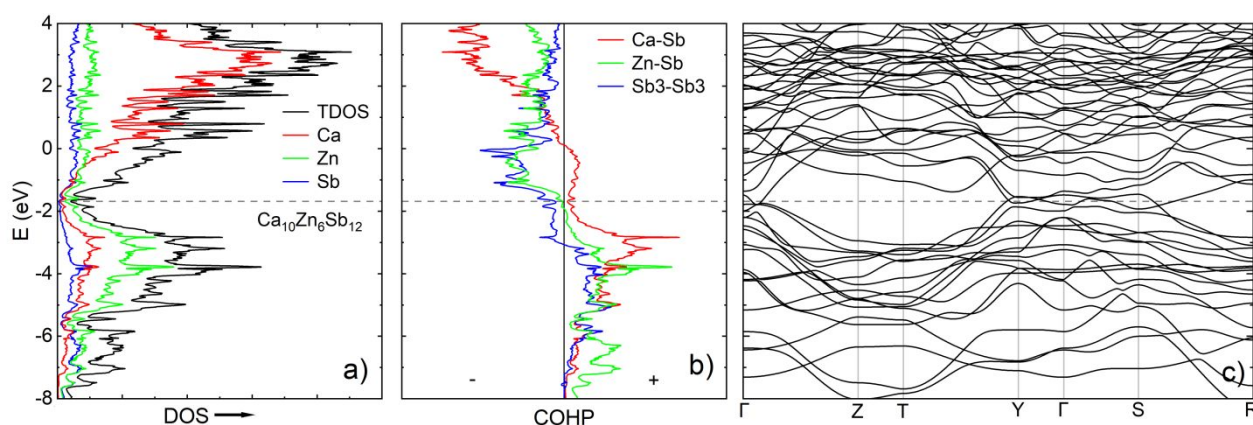 4
2
0
-2
-4
-6
-8
E (eV)
TDOS
Ca
Zn
Sb
Ca₁₀Zn₆Sb₁₂
a)
DOS
Ca-Sb
Zn-Sb
Sb3-Sb3
-
+
b)
COHP
c)
Γ Z T Y Γ S R